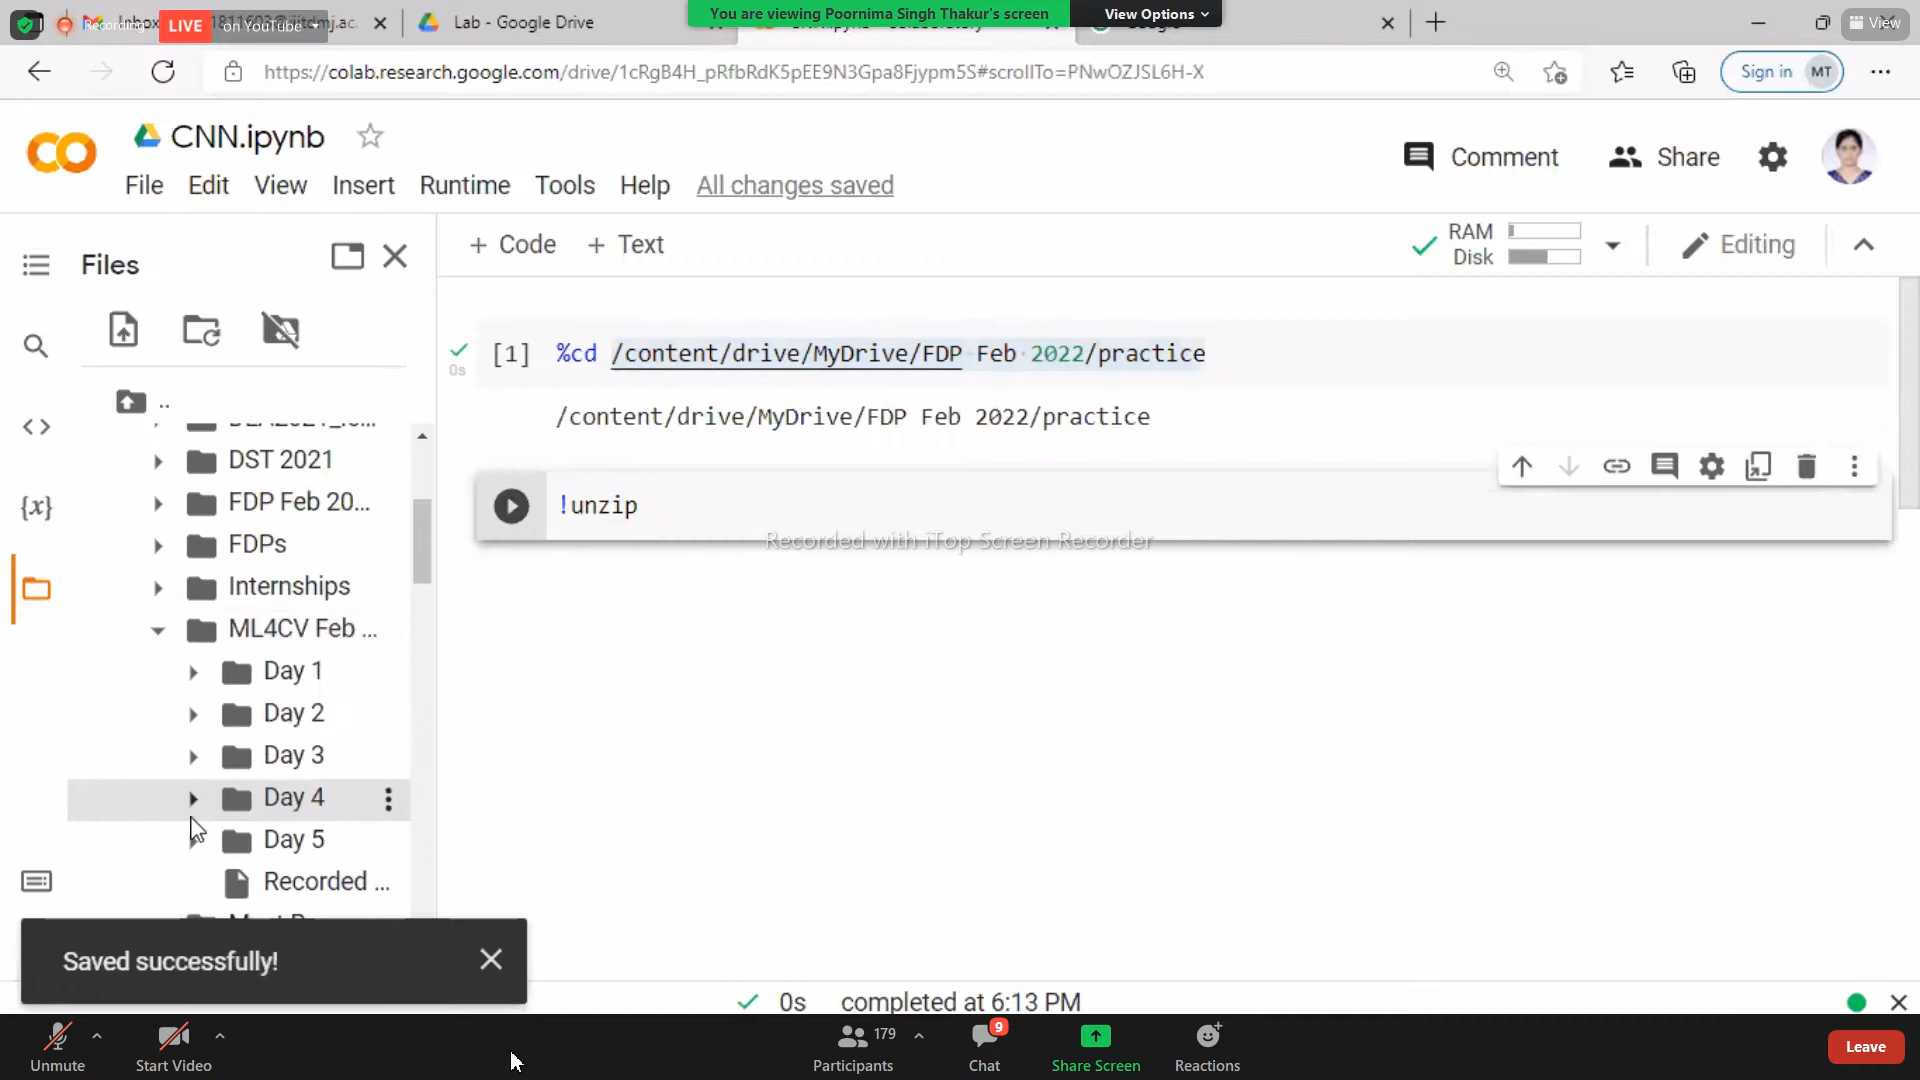 LIVE on YouTube
Lab - Google Drive
You are viewing Poornima Singh Thakur's screen
View Options
View
https://colab.research.google.com/drive/1cRgB4H_pRfbRdK5pEE9N3Gpa8Fjypm5S#scrollTo=PNwOZJSL6H-X
Sign in MT
CNN.ipynb
File Edit View Insert Runtime Tools Help All changes saved
Comment Share
Files
+ Code + Text
RAM
Disk
Editing
[1] %cd /content/drive/MyDrive/FDP Feb 2022/practice
0s
/content/drive/MyDrive/FDP Feb 2022/practice
!unzip
Recorded with iTop Screen Recorder
{x}
..
DST 2021
FDP Feb 20...
FDPs
Internships
ML4CV Feb ...
Day 1
Day 2
Day 3
Day 4
Day 5
Recorded ...
Saved successfully!
0s completed at 6:13 PM
Unmute
Start Video
179
Participants
9
Chat
Share Screen
Reactions
Leave